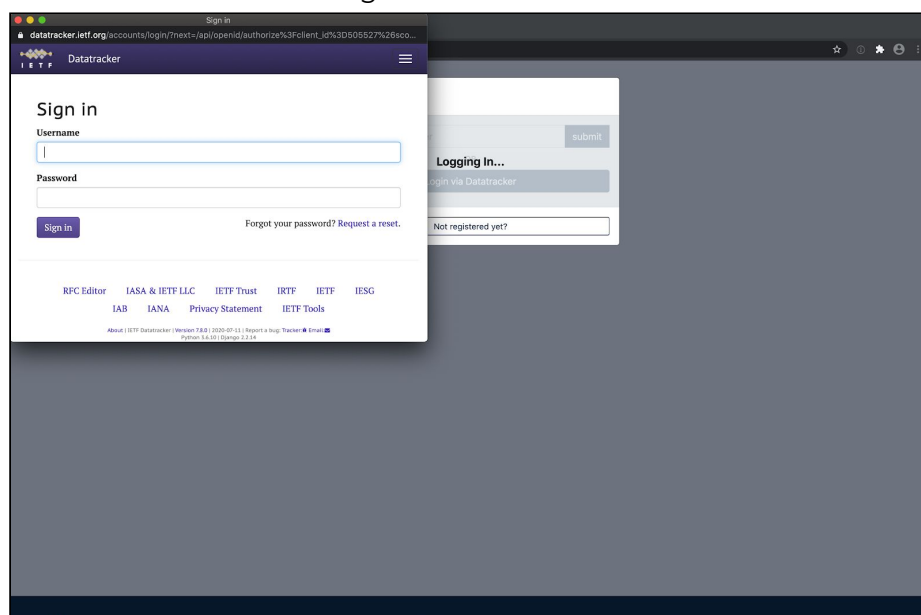 Sign in
datatracker.ietf.org/accounts/login/?next=/api/openid/authorize%3Fclient_id%3D505527%26sco...
IETF
Datatracker
Sign in
Username
Password
Sign in
Forgot your password? Request a reset.
RFC Editor IASA & IETF LLC IETF Trust IRTF IETF IESG
IAB IANA Privacy Statement IETF Tools
About | IETF Datatracker | Version 7.8.0 | 2020-07-11 | Report a bug: Tracker Email
Python 3.6.10 | Django 2.2.14
submit
Logging In...
ogin via Datatracker
Not registered yet?